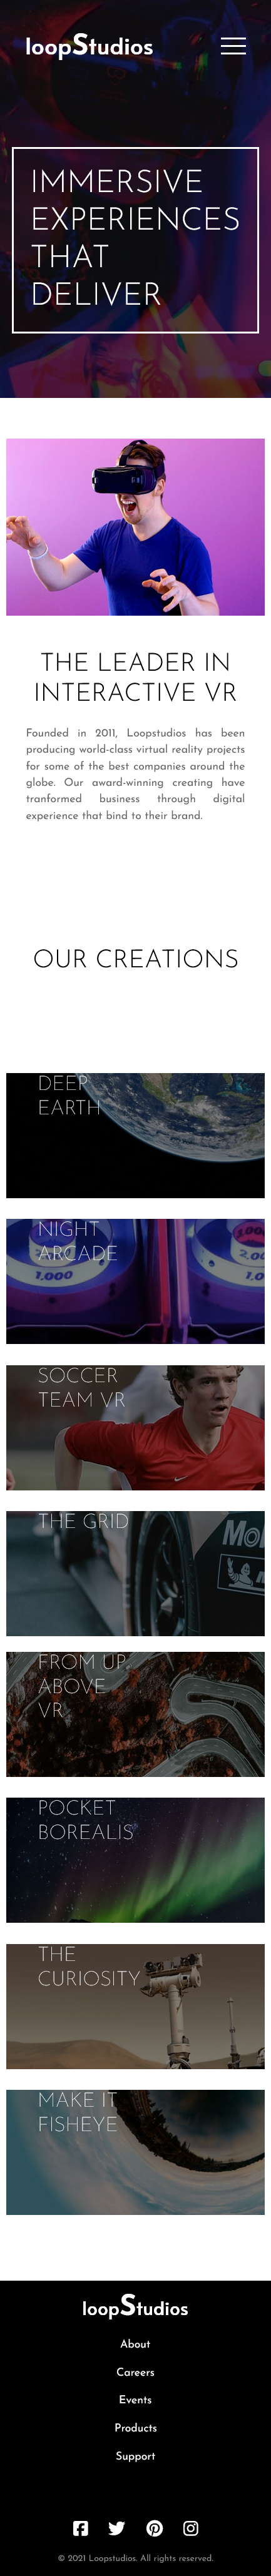 loopStudios
IMMERSIVE
EXPERIENCES
THAT
DELIVER
THE LEADER IN
INTERACTIVE VR
Founded in 2011, Loopstudios has been
producing world-class virtual reality projects
for some of the best companies around the
globe. Our award-winning creating have
tranformed business through digital
experience that bind to their brand.
OUR CREATIONS
DEEP
EARTH
NIGHT
ARCADE
1,000
1,000
SOCCER
TEAM VR
THE GRID
FROM UP
ABOVE
VR
POCKET
BOREALIS
THE
CURIOSITY
MAKE IT
FISHEYE
loopStudios
About
Careers
Events
Products
Support
© 2021 Loopstudios. All rights reserved.